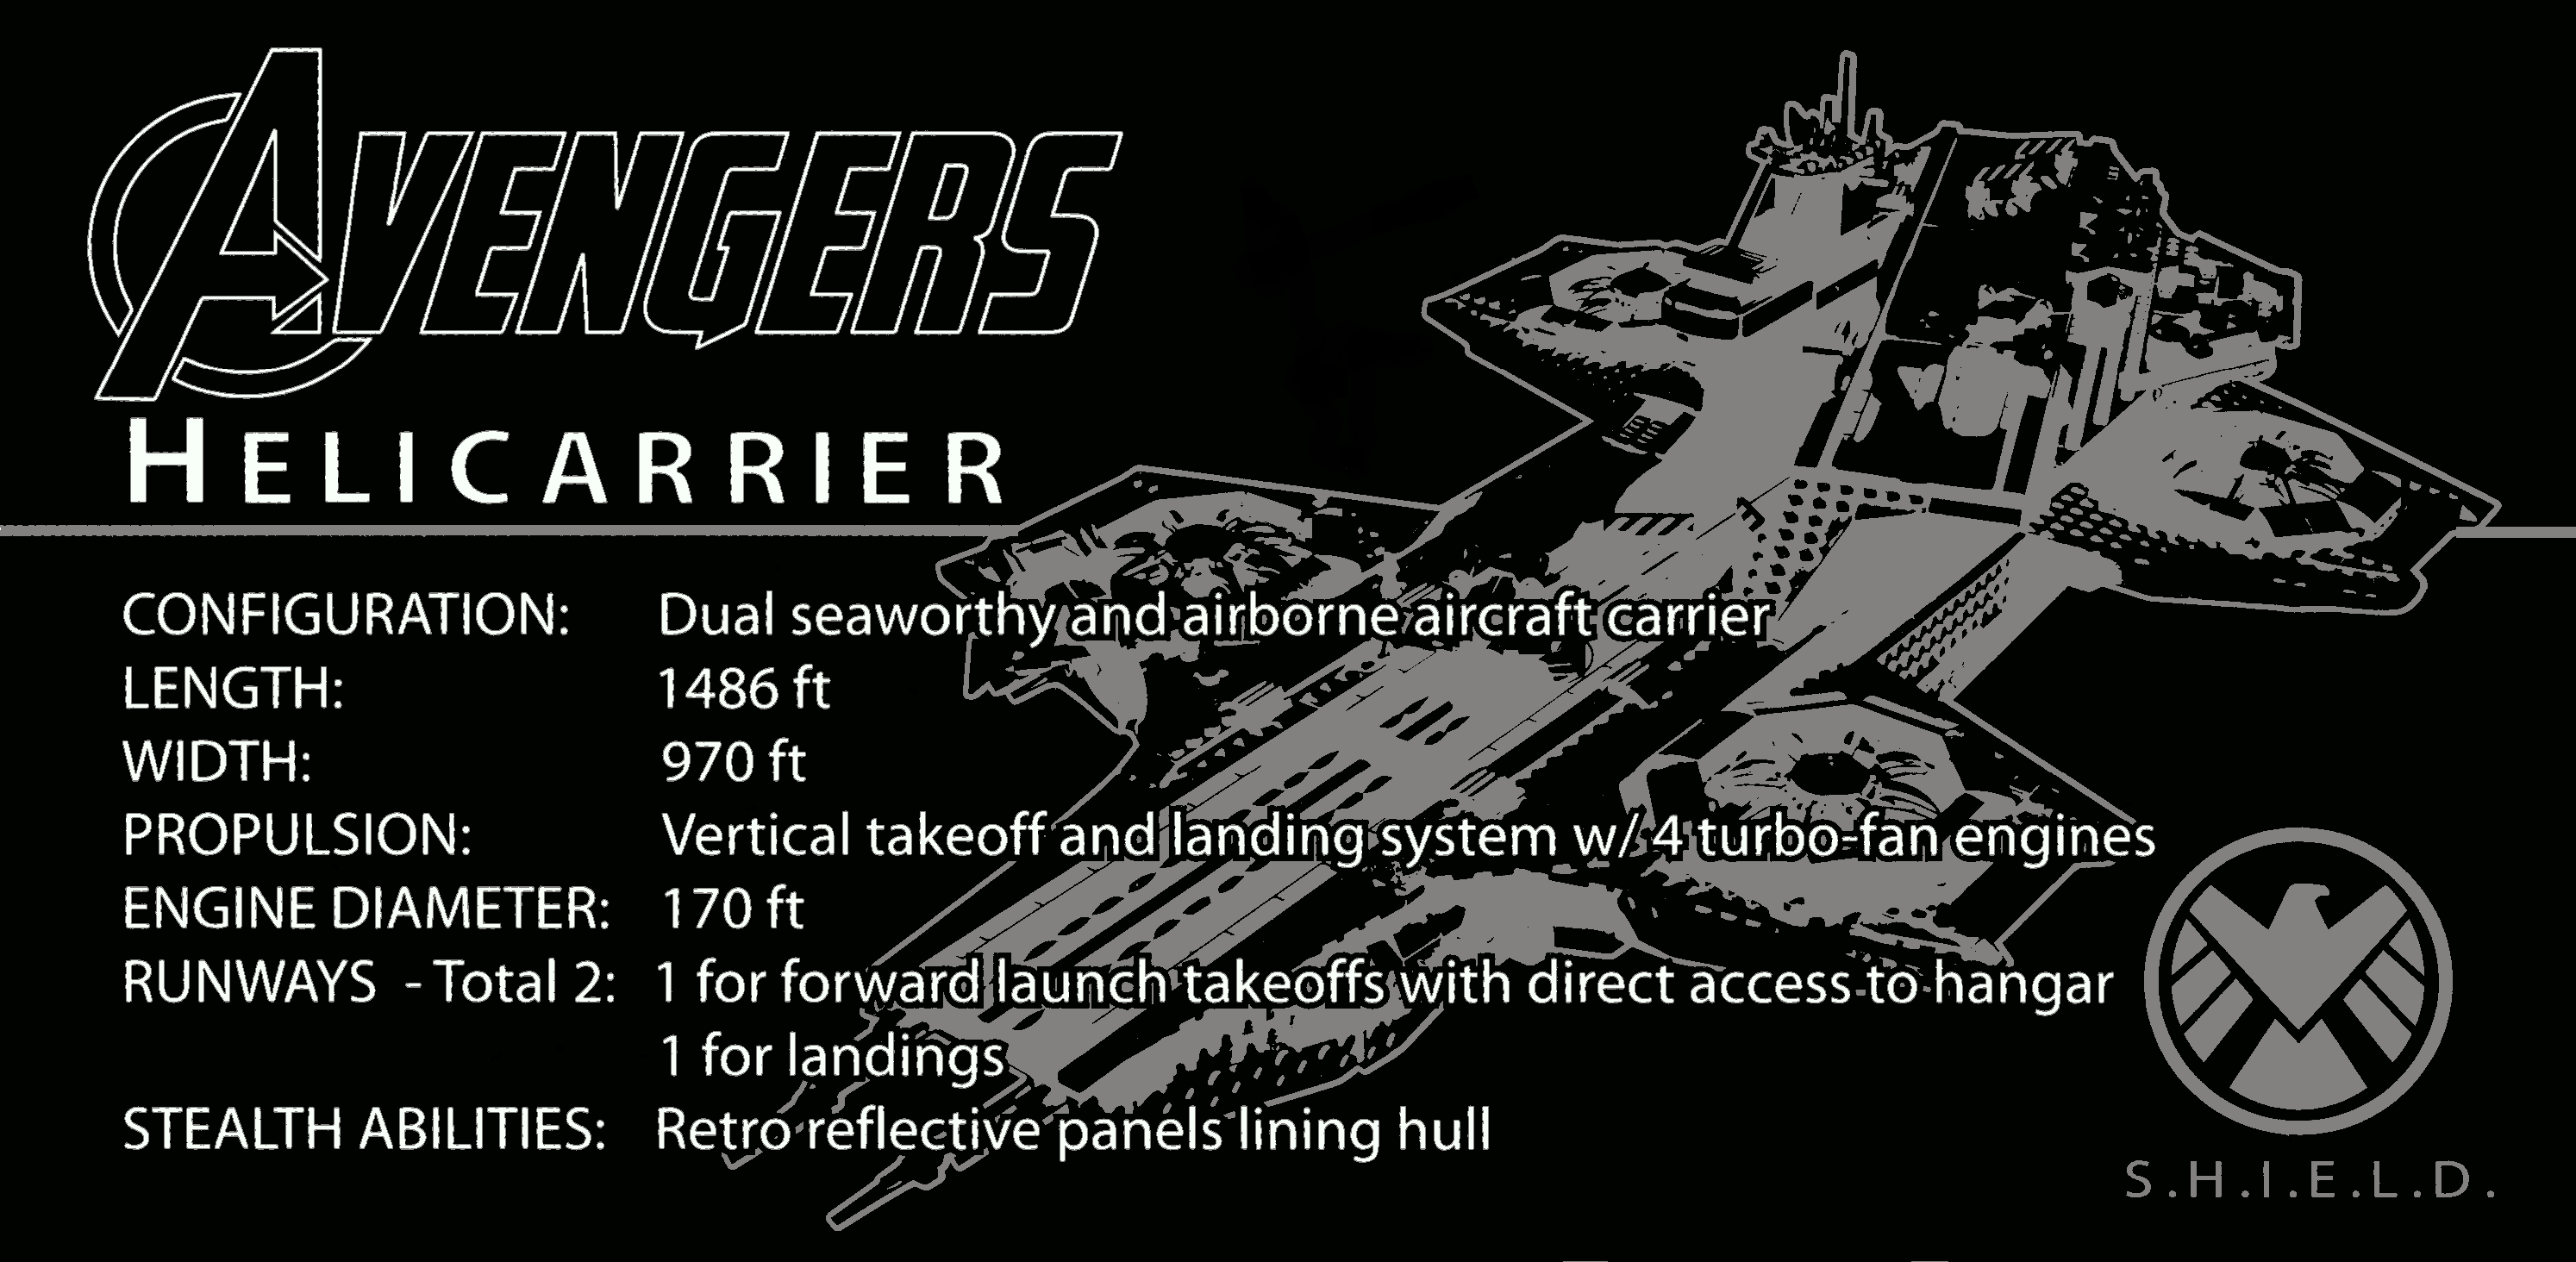 AVENGERS
HELICARRIER
CONFIGURATION: Dual seaworthy and airborne aircraft carrier
LENGTH: 1486 ft
WIDTH: 970 ft
PROPULSION: Vertical takeoff and landing system w/ 4 turbo-fan engines
ENGINE DIAMETER: 170 ft
RUNWAYS - Total 2: 1 for forward launch takeoffs with direct access to hangar
1 for landings
STEALTH ABILITIES: Retro reflective panels lining hull
S.H.I.E.L.D.